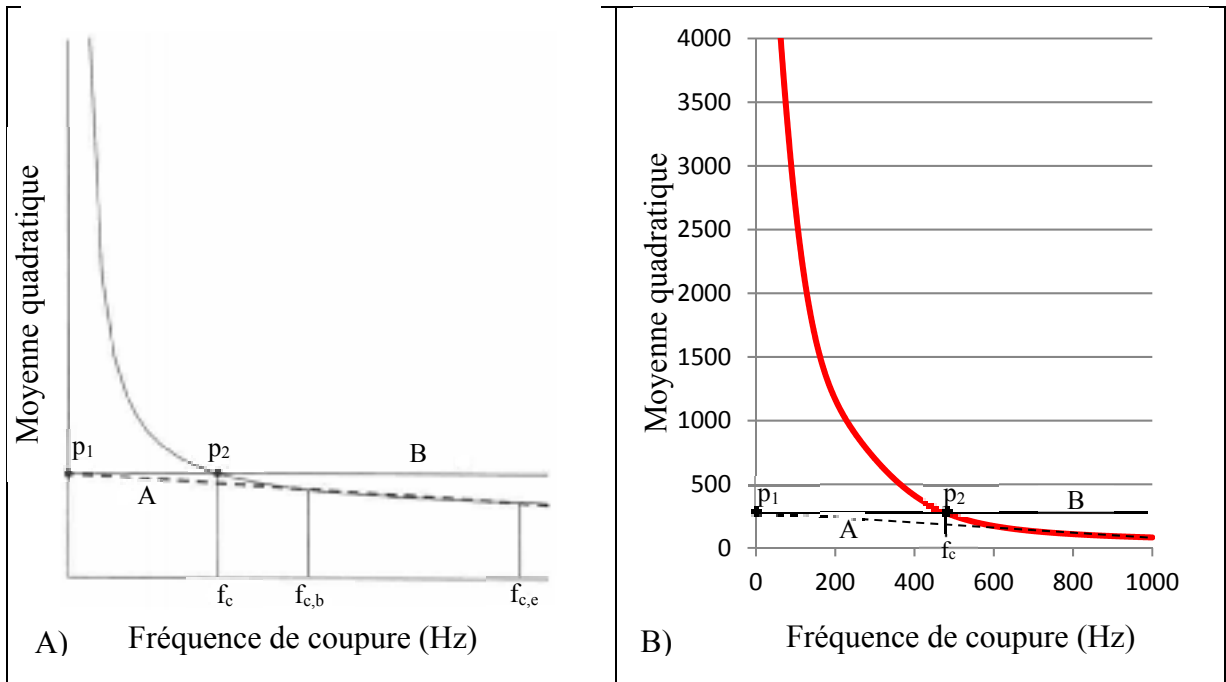 Moyenne quadratique
p1
p2
B
A
fc
fc,b
fc,e
A)
Fréquence de coupure (Hz)
Moyenne quadratique
4000
3500
3000
2500
2000
1500
1000
500
0
p1
p2
B
A
fc
0 200 400 600 800 1000
B)
Fréquence de coupure (Hz)